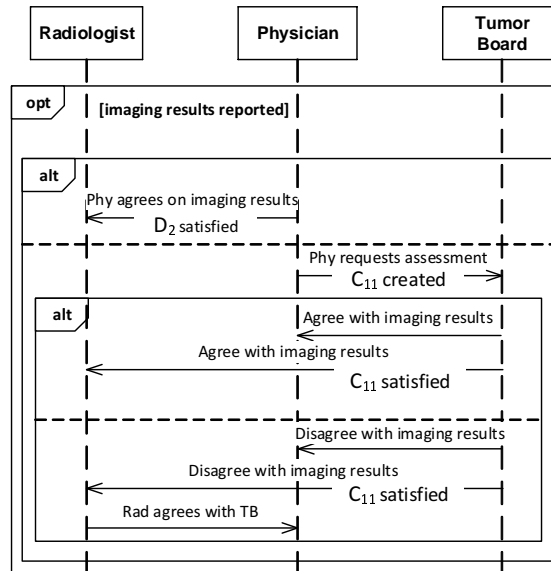 Radiologist
Physician
Tumor
Board
opt
[imaging results reported]
alt
Phy agrees on imaging results
D₂ satisfied
Phy requests assessment
C₁₁ created
alt
Agree with imaging results
Agree with imaging results
C₁₁ satisfied
Disagree with imaging results
Disagree with imaging results
C₁₁ satisfied
Rad agrees with TB